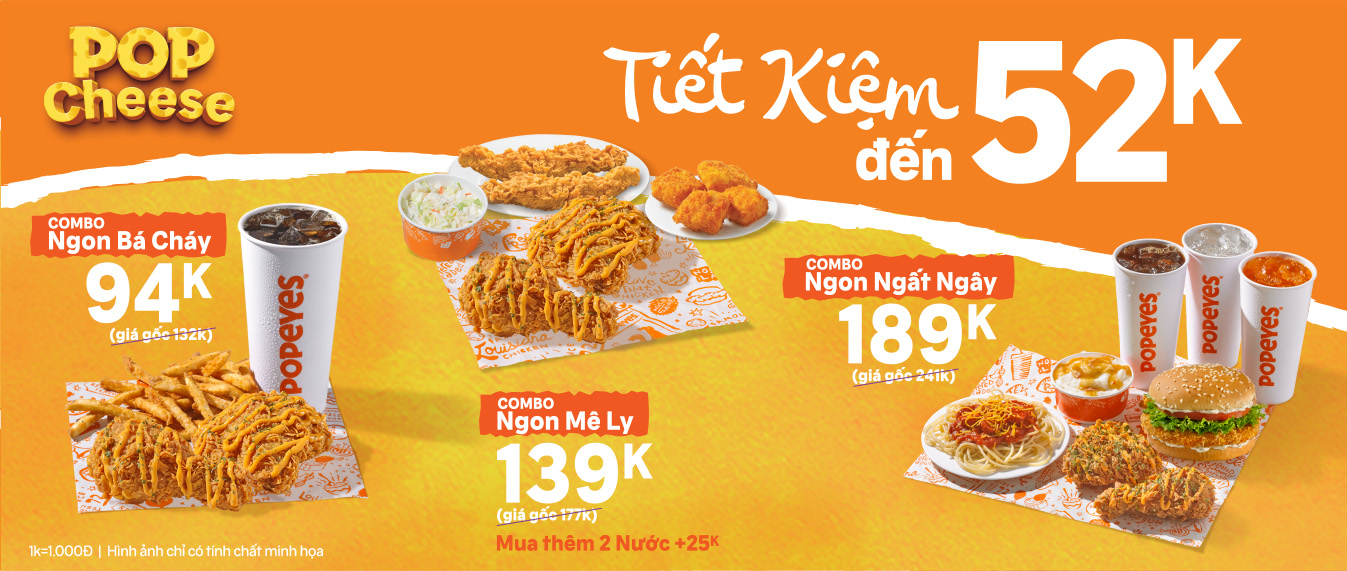 POP
Cheese
Tiết Kiệm
đến 52K
COMBO
Ngon Bá Cháy
94K
(giá gốc 132k)
POPEYES
COMBO
Ngon Mê Ly
139K
(giá gốc 177k)
Mua thêm 2 Nước +25K
COMBO
Ngon Ngất Ngây
189K
(giá gốc 241k)
POPEYES
POPEYES
POPEYES
Louisiana
CHICKEN
1k=1.000Đ | Hình ảnh chỉ có tính chất minh họa